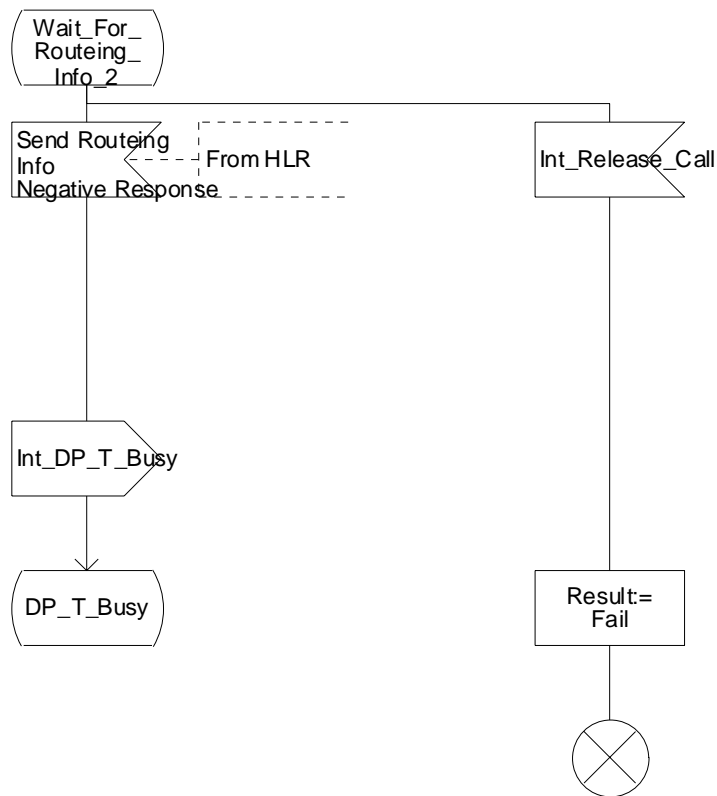 Wait_For_
Routeing_
Info_2
Send Routeing
Info
Negative Response
From HLR
Int_Release_Call
Int_DP_T_Busy
DP_T_Busy
Result:=
Fail